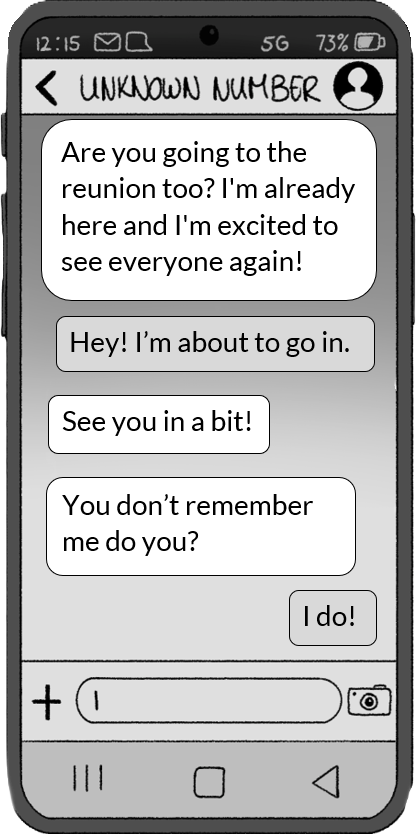 12:15 5G 73%
UNKNOWN NUMBER
Are you going to the
reunion too? I'm already
here and I'm excited to
see everyone again!
Hey! I’m about to go in.
See you in a bit!
You don’t remember
me do you?
I do!